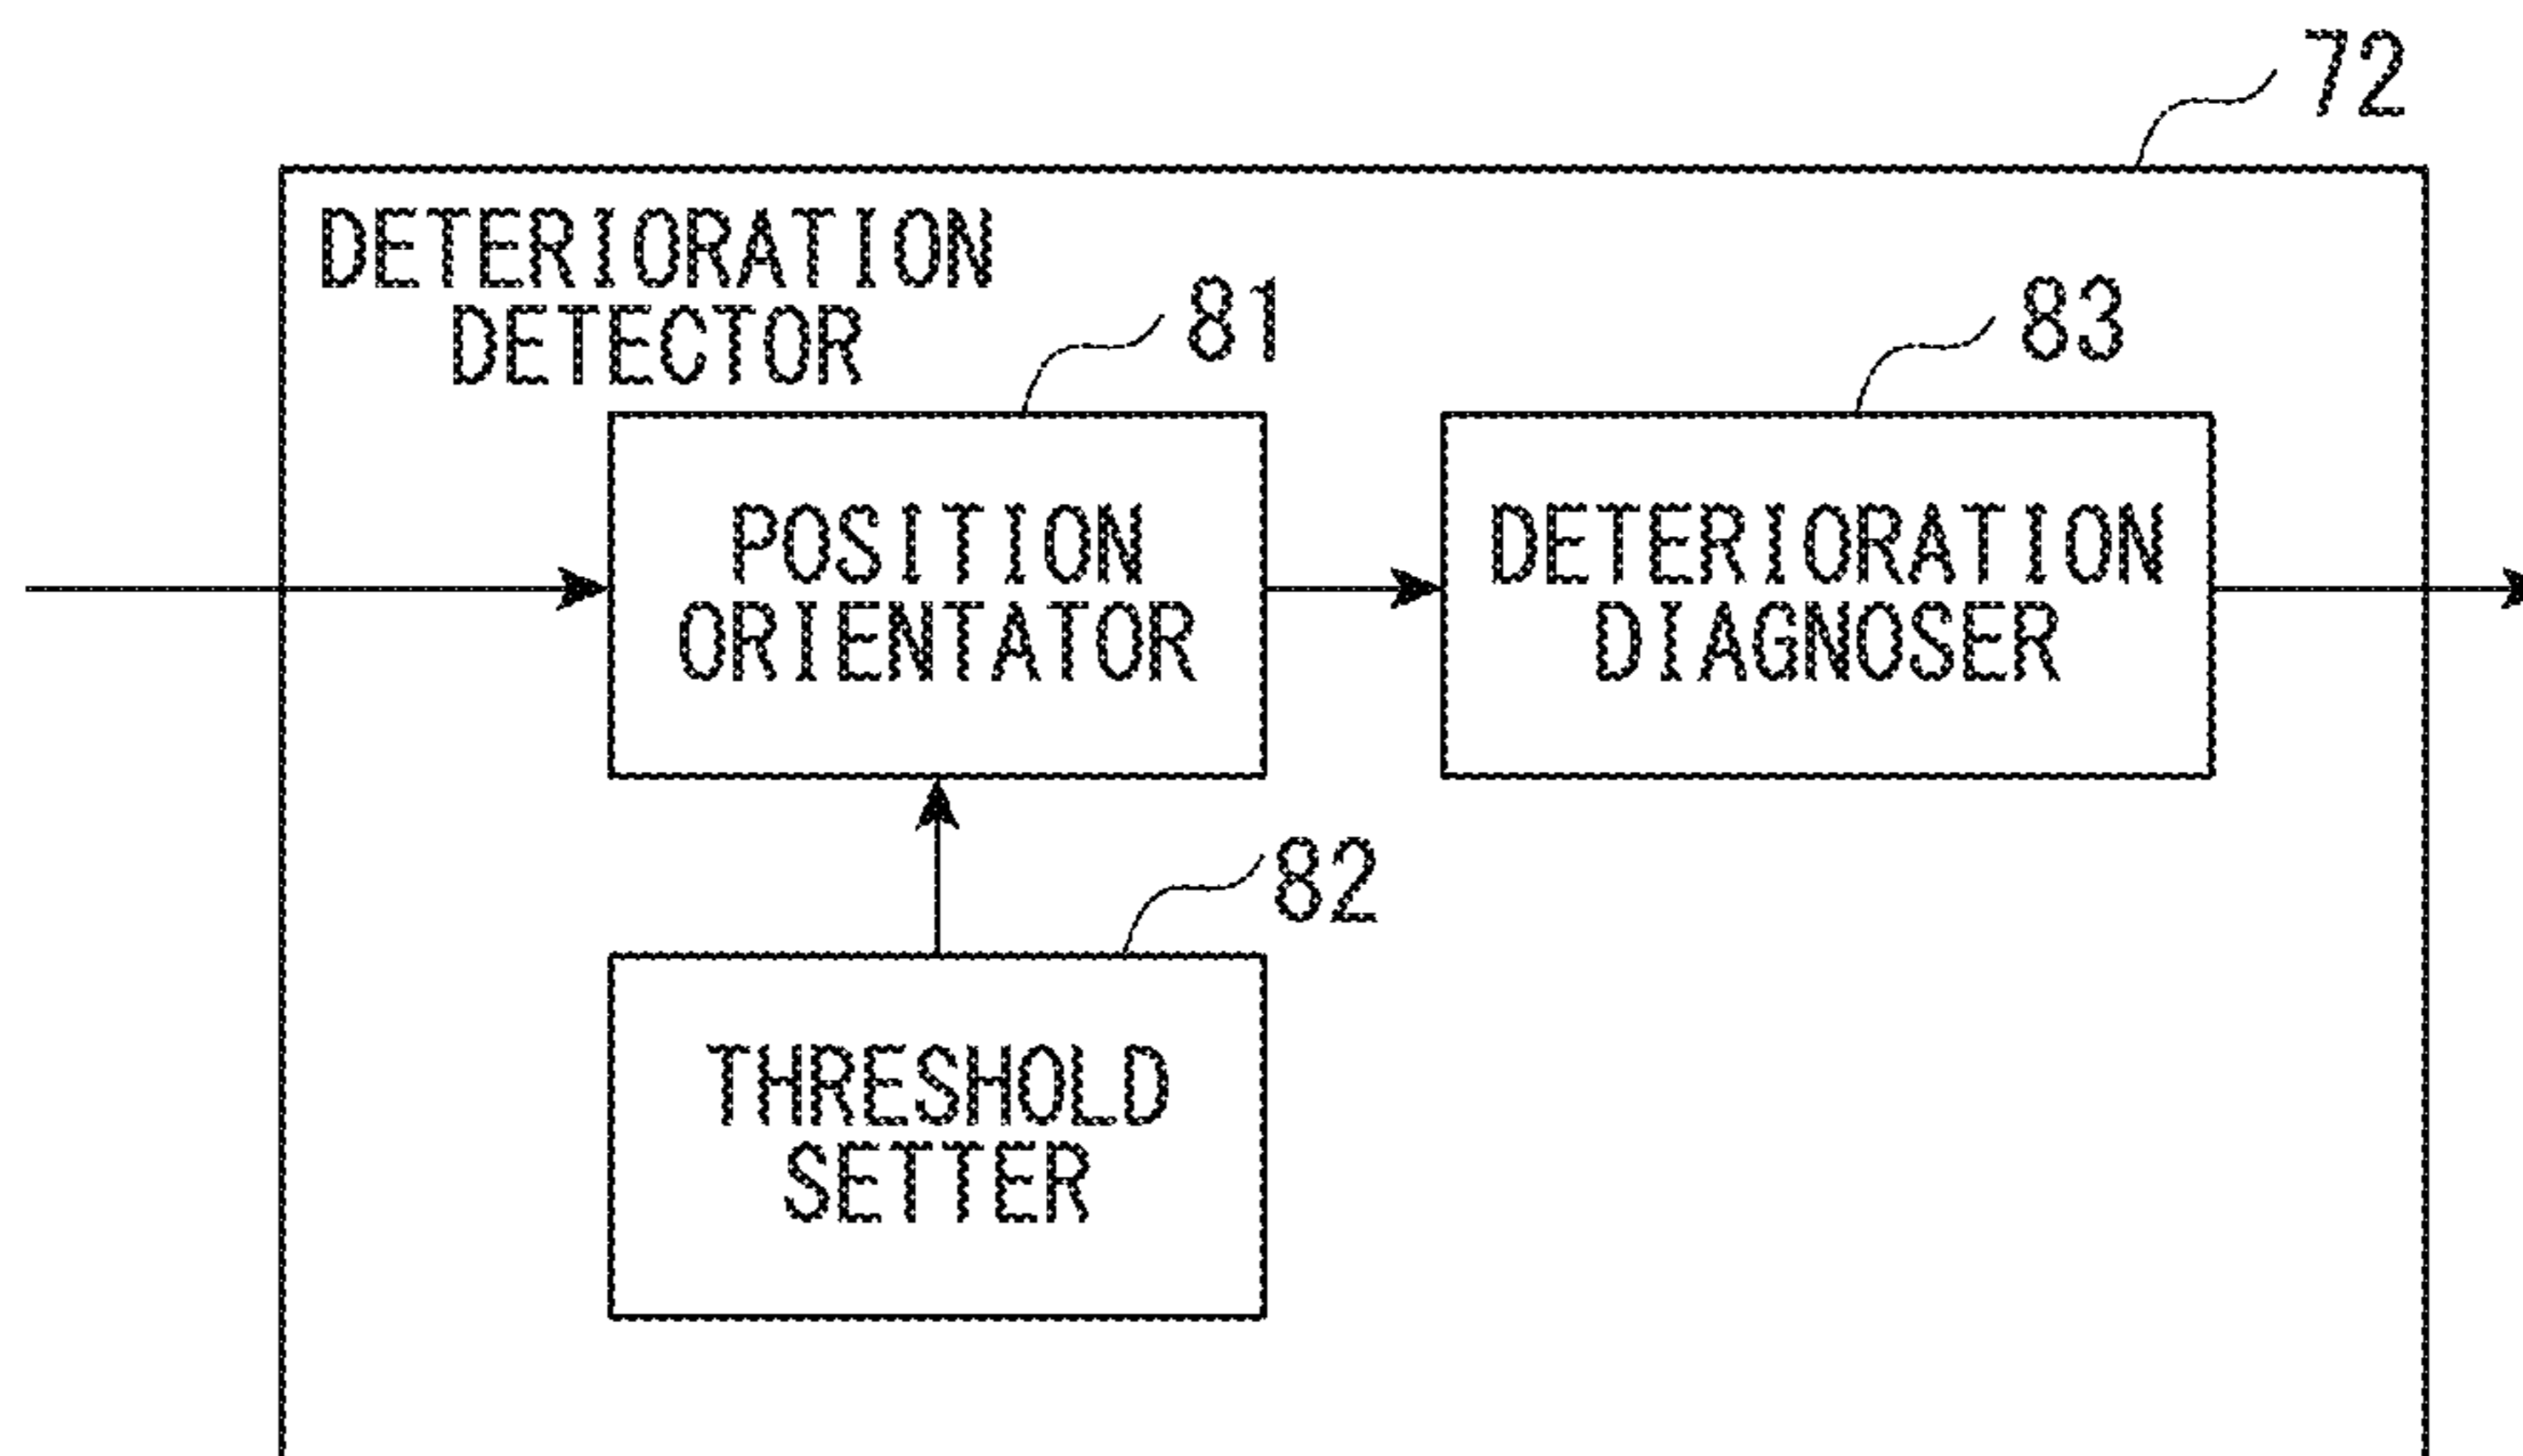 72
DETERIORATION
DETECTOR
81
83
POSITION
ORIENTATOR
DETERIORATION
DIAGNOSER
82
THRESHOLD
SETTER